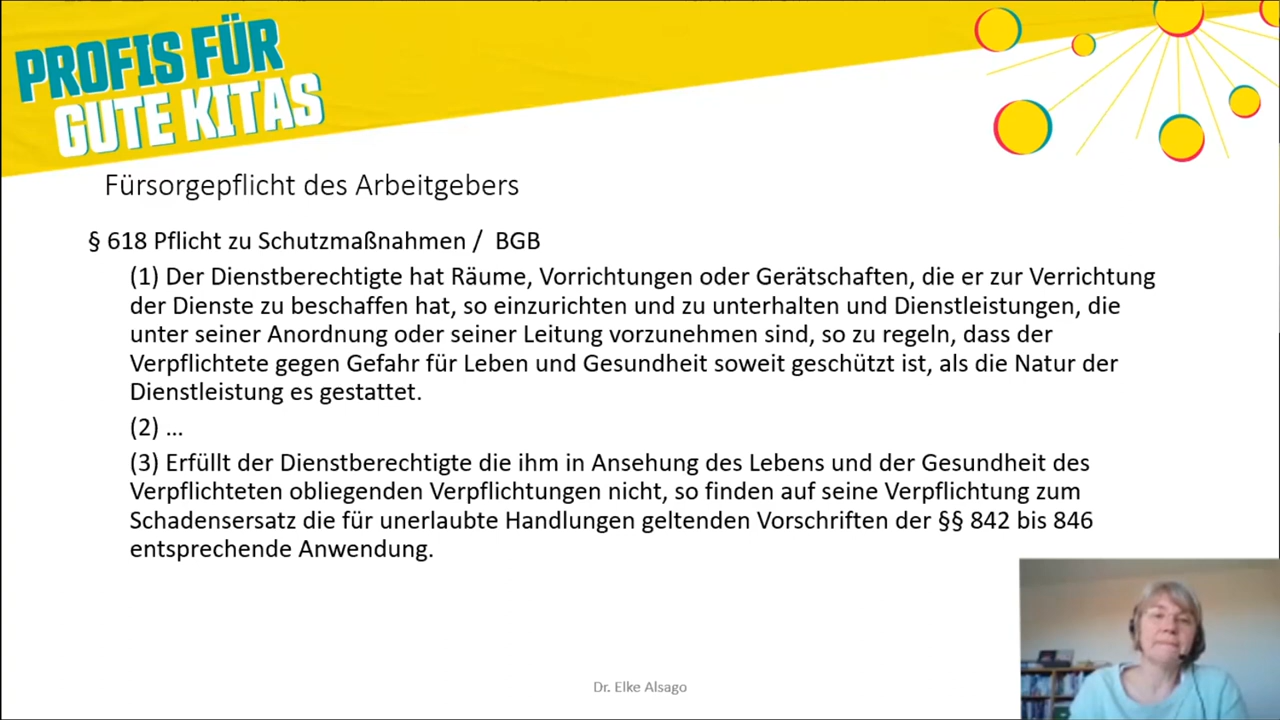 PROFIS FÜR
GUTE KITAS
Fürsorgepflicht des Arbeitgebers
§ 618 Pflicht zu Schutzmaßnahmen / BGB
(1) Der Dienstberechtigte hat Räume, Vorrichtungen oder Gerätschaften, die er zur Verrichtung
der Dienste zu beschaffen hat, so einzurichten und zu unterhalten und Dienstleistungen, die
unter seiner Anordnung oder seiner Leitung vorzunehmen sind, so zu regeln, dass der
Verpflichtete gegen Gefahr für Leben und Gesundheit soweit geschützt ist, als die Natur der
Dienstleistung es gestattet.
(2) ...
(3) Erfüllt der Dienstberechtigte die ihm in Ansehung des Lebens und der Gesundheit des
Verpflichteten obliegenden Verpflichtungen nicht, so finden auf seine Verpflichtung zum
Schadensersatz die für unerlaubte Handlungen geltenden Vorschriften der §§ 842 bis 846
entsprechende Anwendung.
Dr. Elke Alsago